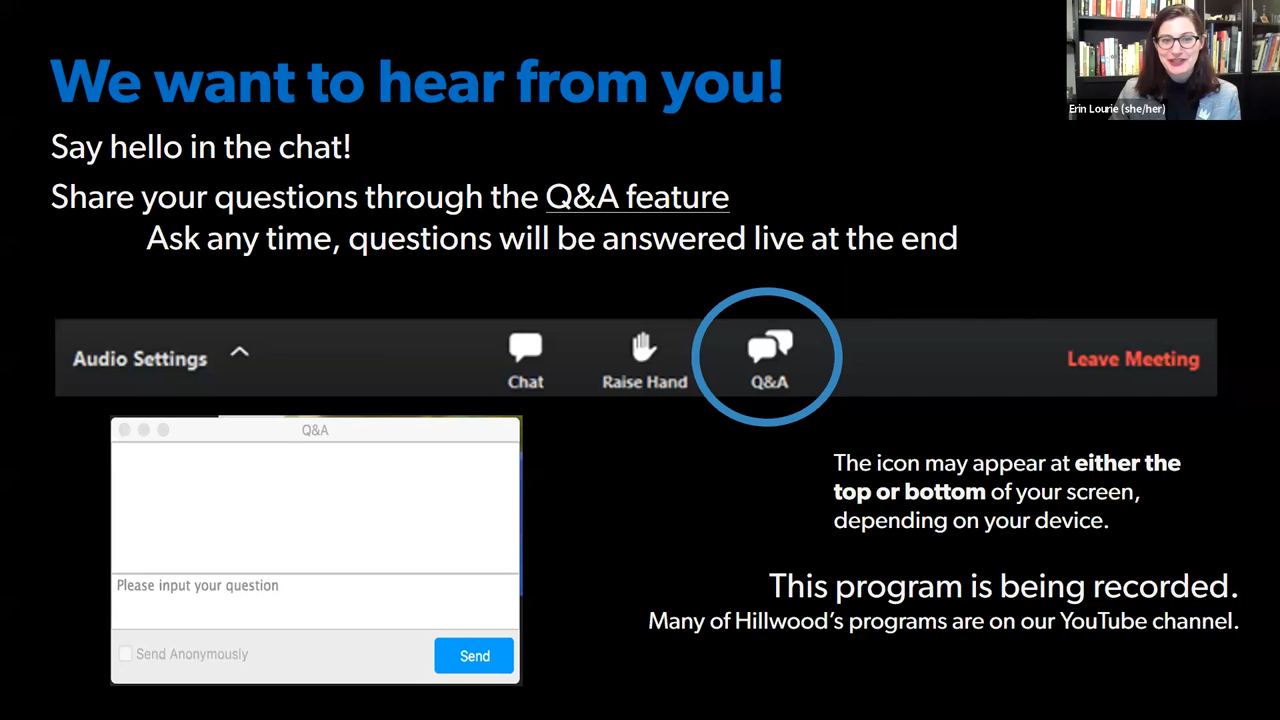 We want to hear from you!
Erin Lourie (she/her)
Say hello in the chat!
Share your questions through the Q&A feature
Ask any time, questions will be answered live at the end
Audio Settings
Chat
Raise Hand
Q&A
Leave Meeting
Q&A
Please input your question
Send Anonymously
Send
The icon may appear at either the
top or bottom of your screen,
depending on your device.
This program is being recorded.
Many of Hillwood's programs are on our YouTube channel.